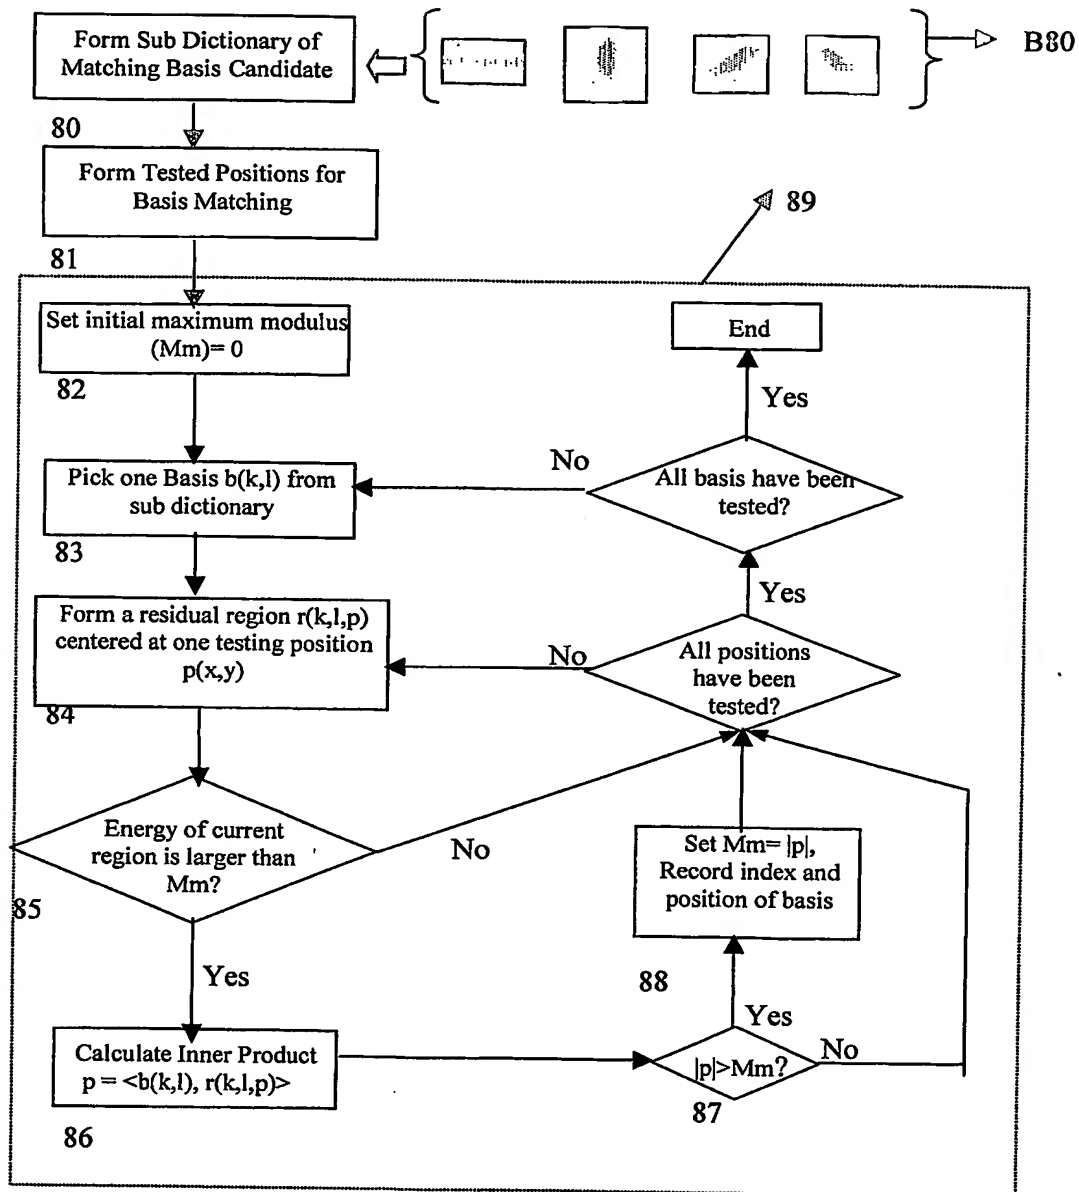 Form Sub Dictionary of
Matching Basis Candidate
B80
80
Form Tested Positions for
Basis Matching
89
81
Set initial maximum modulus
(Mm)= 0
82
End
Yes
Pick one Basis b(k,l) from
sub dictionary
83
No
All basis have been
tested?
Yes
Form a residual region r(k,l,p)
centered at one testing position
p(x,y)
84
No
All positions
have been
tested?
Energy of current
region is larger than
Mm?
85
No
Set Mm= |p|,
Record index and
position of basis
88
Yes
Yes
Calculate Inner Product
p = <b(k,l), r(k,l,p)>
86
|p|>Mm?
No
87